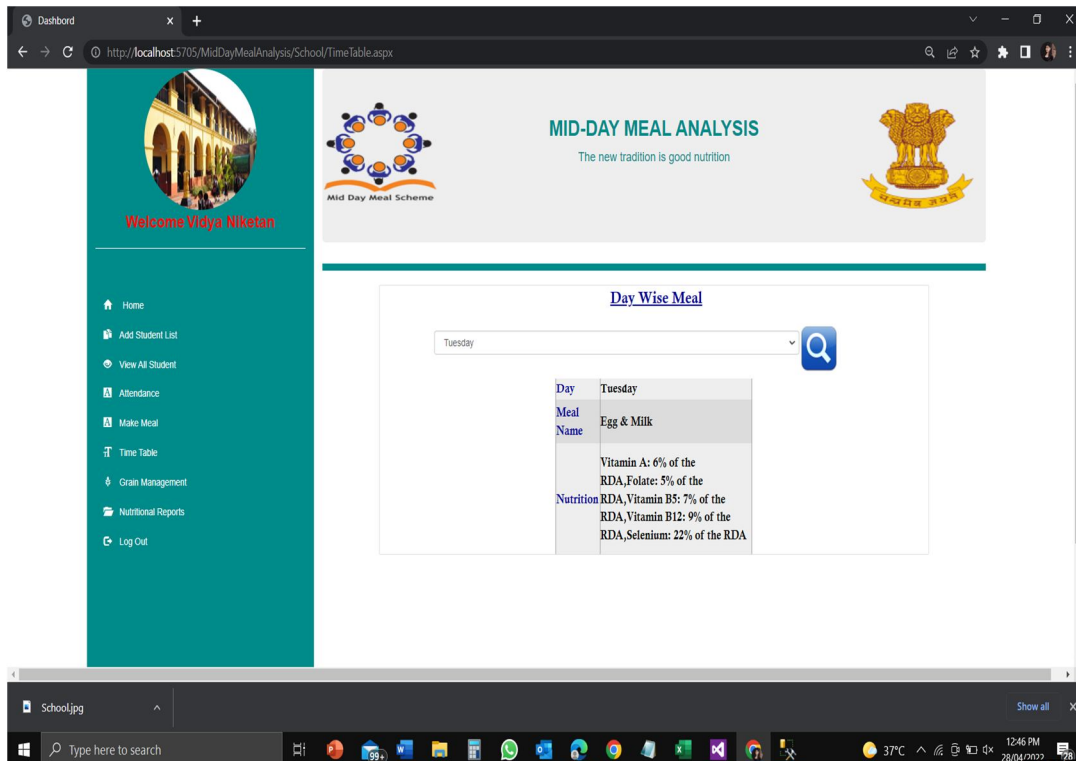 Dashbord
http://localhost:5705/MidDayMealAnalysis/School/TimeTable.aspx
Welcome Vidya Niketan
Home
Add Student List
View All Student
Attendance
Make Meal
Time Table
Grain Management
Nutritional Reports
Log Out
Mid Day Meal Scheme
MID-DAY MEAL ANALYSIS
The new tradition is good nutrition
सत्यमेव जयते
Day Wise Meal
Tuesday
Day Tuesday
Meal
Name
Egg & Milk
Nutrition
Vitamin A: 6% of the
RDA,Folate: 5% of the
RDA,Vitamin B5: 7% of the
RDA,Vitamin B12: 9% of the
RDA,Selenium: 22% of the RDA
School.jpg
Show all
Type here to search
99+
37°C
12:46 PM
28/04/2022
28